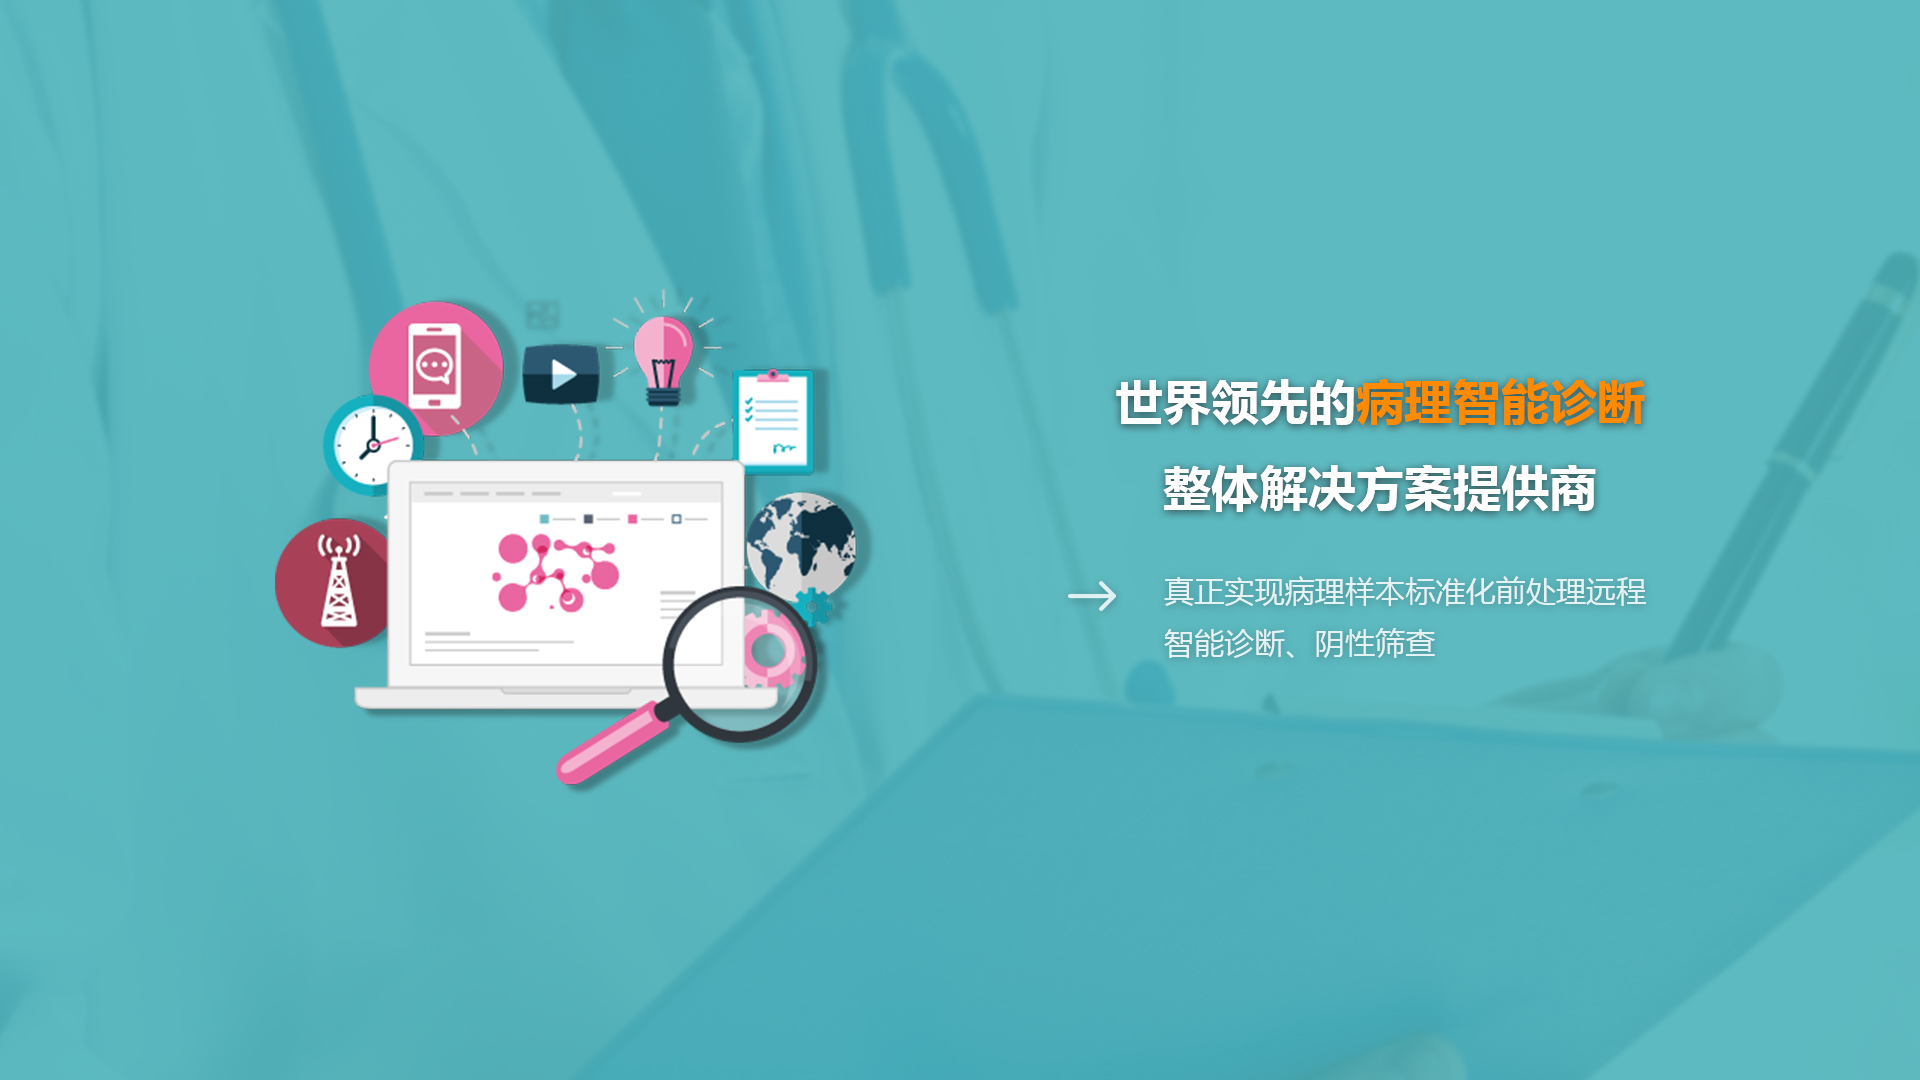 世界领先的病理智能诊断
整体解决方案提供商
真正实现病理样本标准化前处理远程
智能诊断、阴性筛查